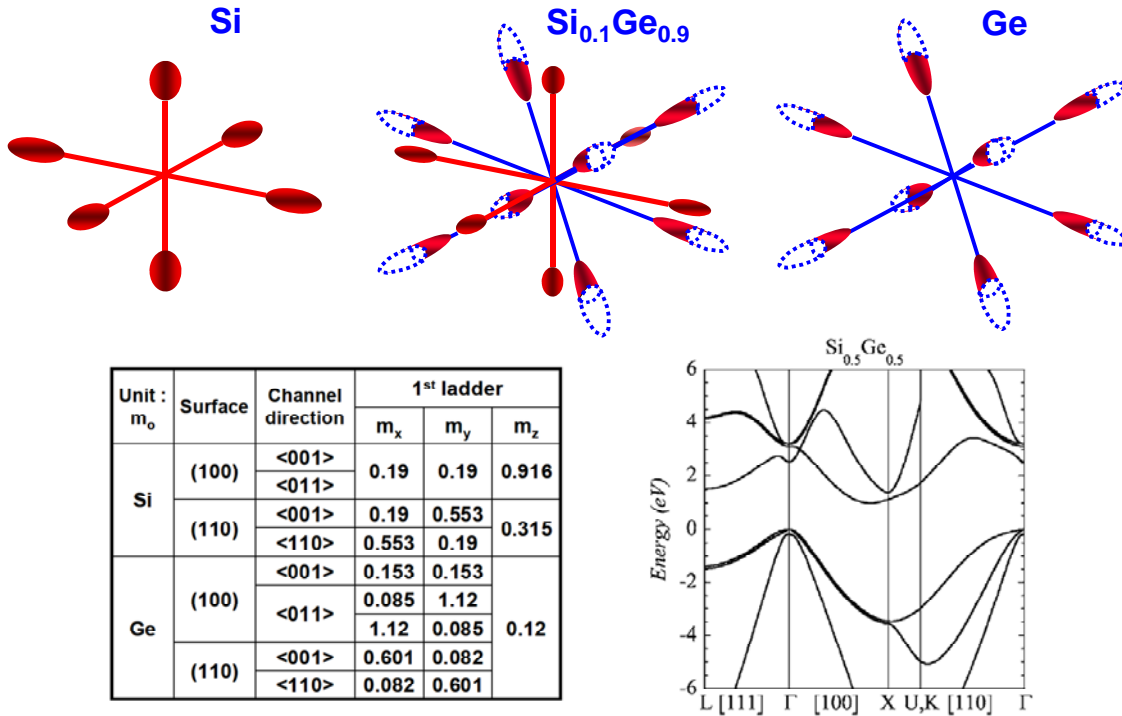 Si
Si0.1Ge0.9
Ge
Unit : mo
Surface
Channel direction
1st ladder
mx
my
mz
Si
(100)
<001>
0.19
0.19
0.916
<011>
(110)
<001>
0.19
0.553
0.315
<110>
0.553
0.19
Ge
(100)
<001>
0.153
0.153
0.12
<011>
0.085
1.12
1.12
0.085
(110)
<001>
0.601
0.082
<110>
0.082
0.601
Si0.5Ge0.5
Energy (eV)
6
4
2
0
-2
-4
-6
L [111] Γ [100] X U,K [110] Γ